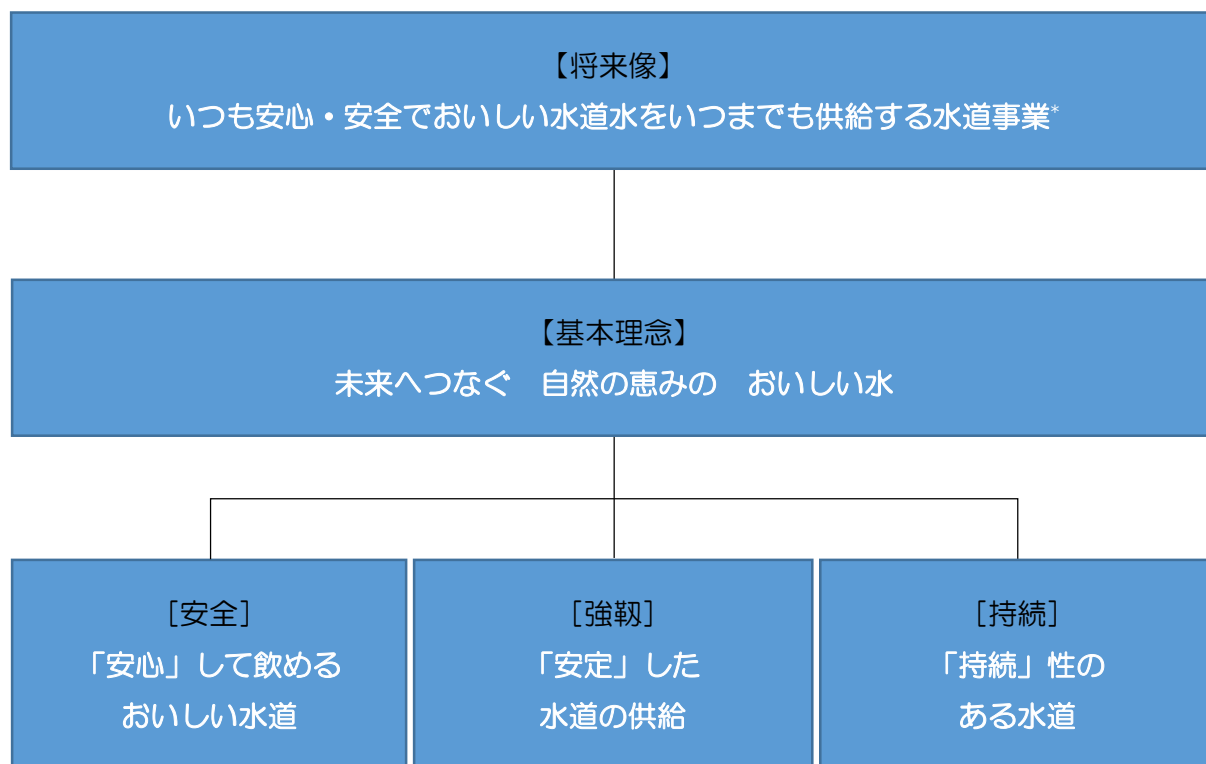 【将来像】
いつも安心・安全でおいしい水道水をいつまでも供給する水道事業*
【基本理念】
未来へつなぐ　自然の恵みの　おいしい水
[安全]
「安心」して飲める
おいしい水道
[強靱]
「安定」した
水道の供給
[持続]
「持続」性の
ある水道